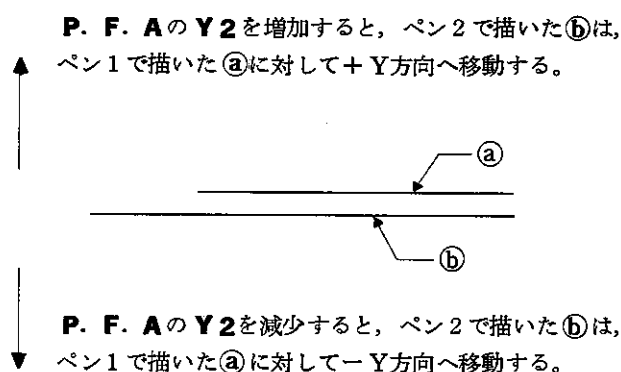 P. F. AのY2を増加すると，ペン2で描いたⓑは，
ペン1で描いたⓐに対して＋Y方向へ移動する。
ⓐ
ⓑ
P. F. AのY2を減少すると，ペン2で描いたⓑは，
ペン1で描いたⓐに対して－Y方向へ移動する。